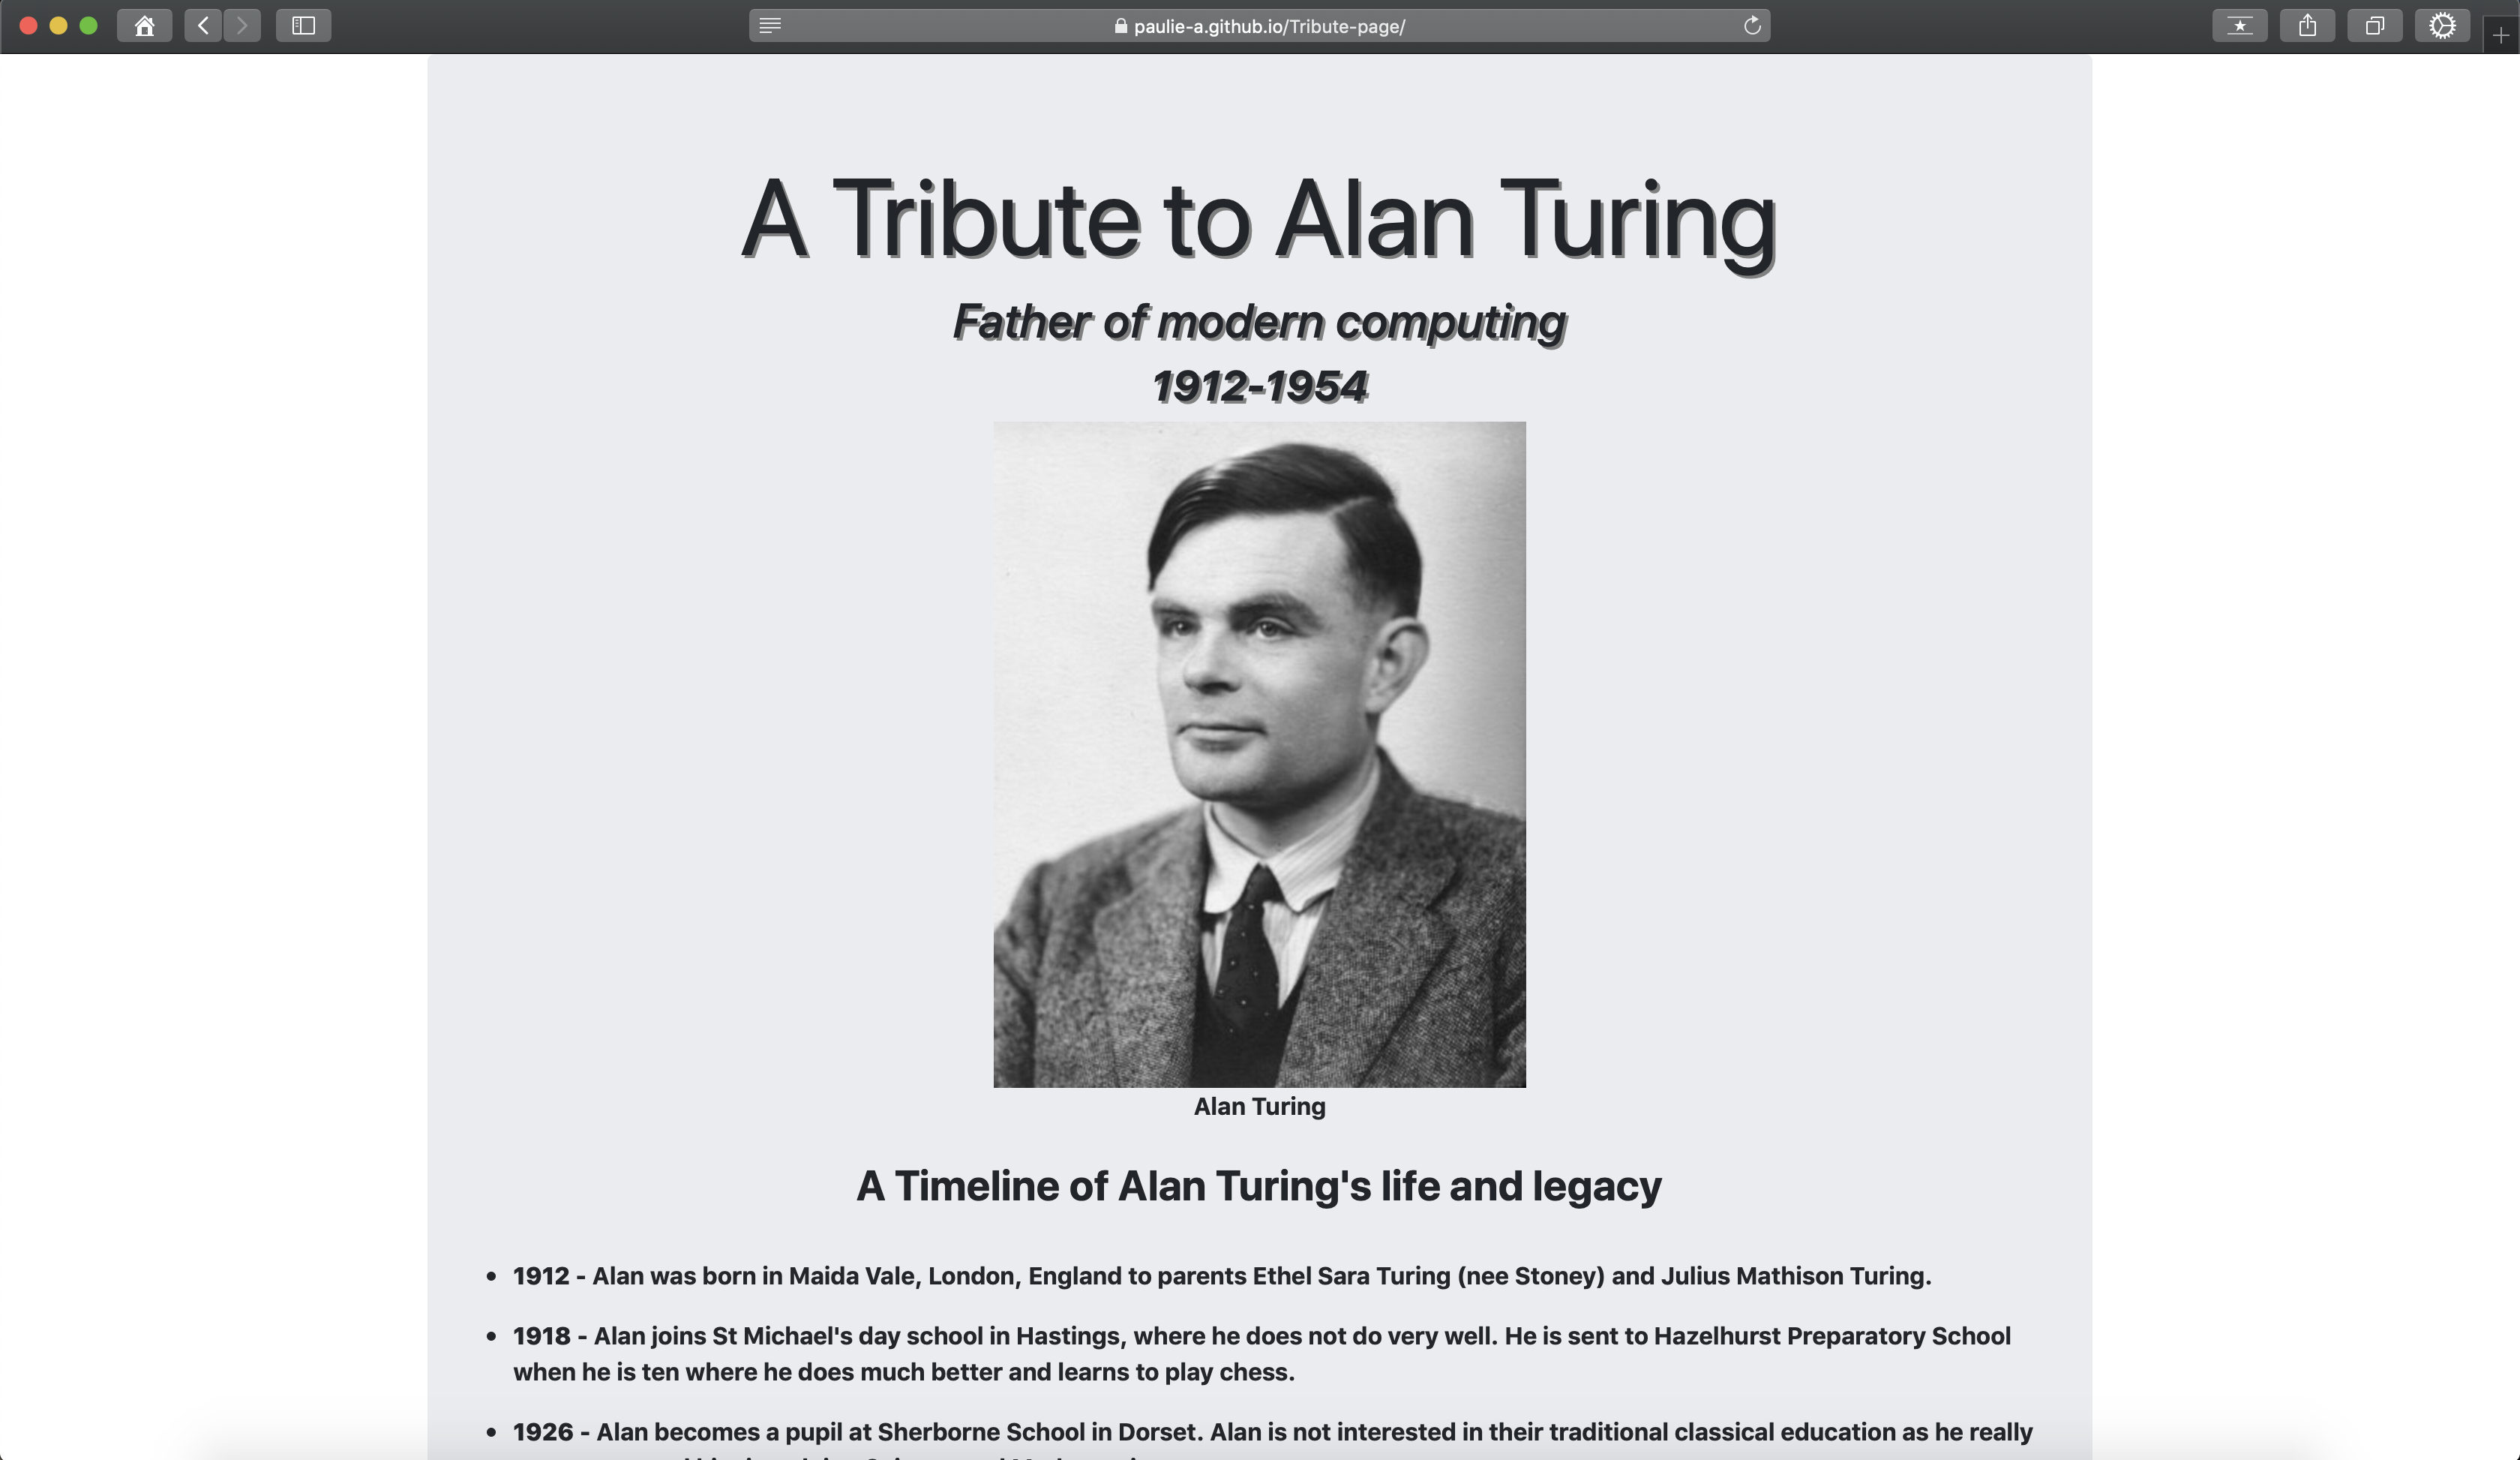 paulie-a.github.io/Tribute-page/
A Tribute to Alan Turing
Father of modern computing
1912-1954
Alan Turing
A Timeline of Alan Turing's life and legacy
• 1912 - Alan was born in Maida Vale, London, England to parents Ethel Sara Turing (nee Stoney) and Julius Mathison Turing.
• 1918 - Alan joins St Michael's day school in Hastings, where he does not do very well. He is sent to Hazelhurst Preparatory School
when he is ten where he does much better and learns to play chess.
• 1926 - Alan becomes a pupil at Sherborne School in Dorset. Alan is not interested in their traditional classical education as he really